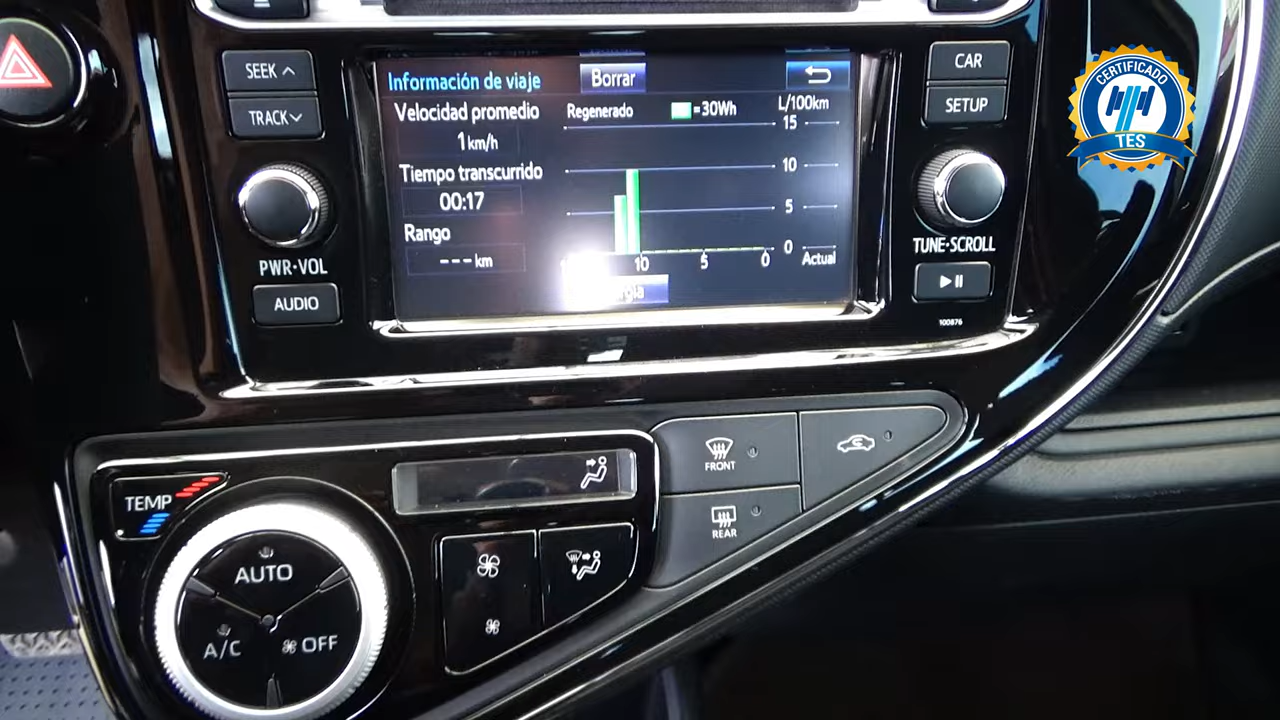 SEEK
TRACK
PWR·VOL
AUDIO
Información de viaje
Borrar
Velocidad promedio
1 km/h
Tiempo transcurrido
00:17
Rango
--- km
Regenerado
=30Wh
L/100km
15
10
5
0
10
5
0
Actual
CAR
SETUP
TUNE·SCROLL
100876
CERTIFICADO
TES
TEMP
AUTO
A/C
OFF
FRONT
REAR